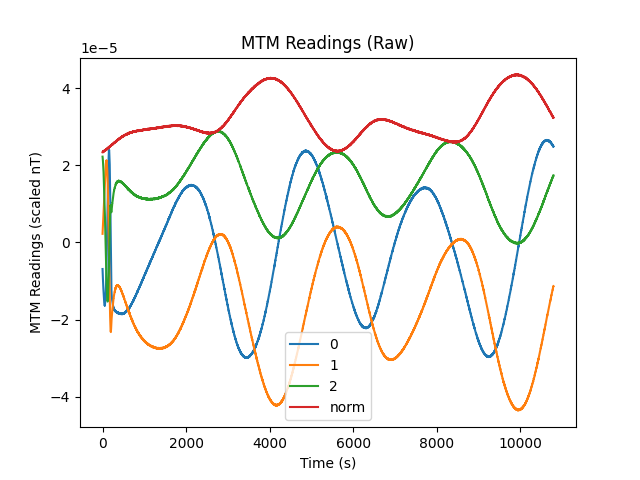 MTM Readings (Raw)
1e−5
MTM Readings (scaled nT)
4
2
0
−2
−4
0
1
2
norm
0 2000 4000 6000 8000 10000
Time (s)